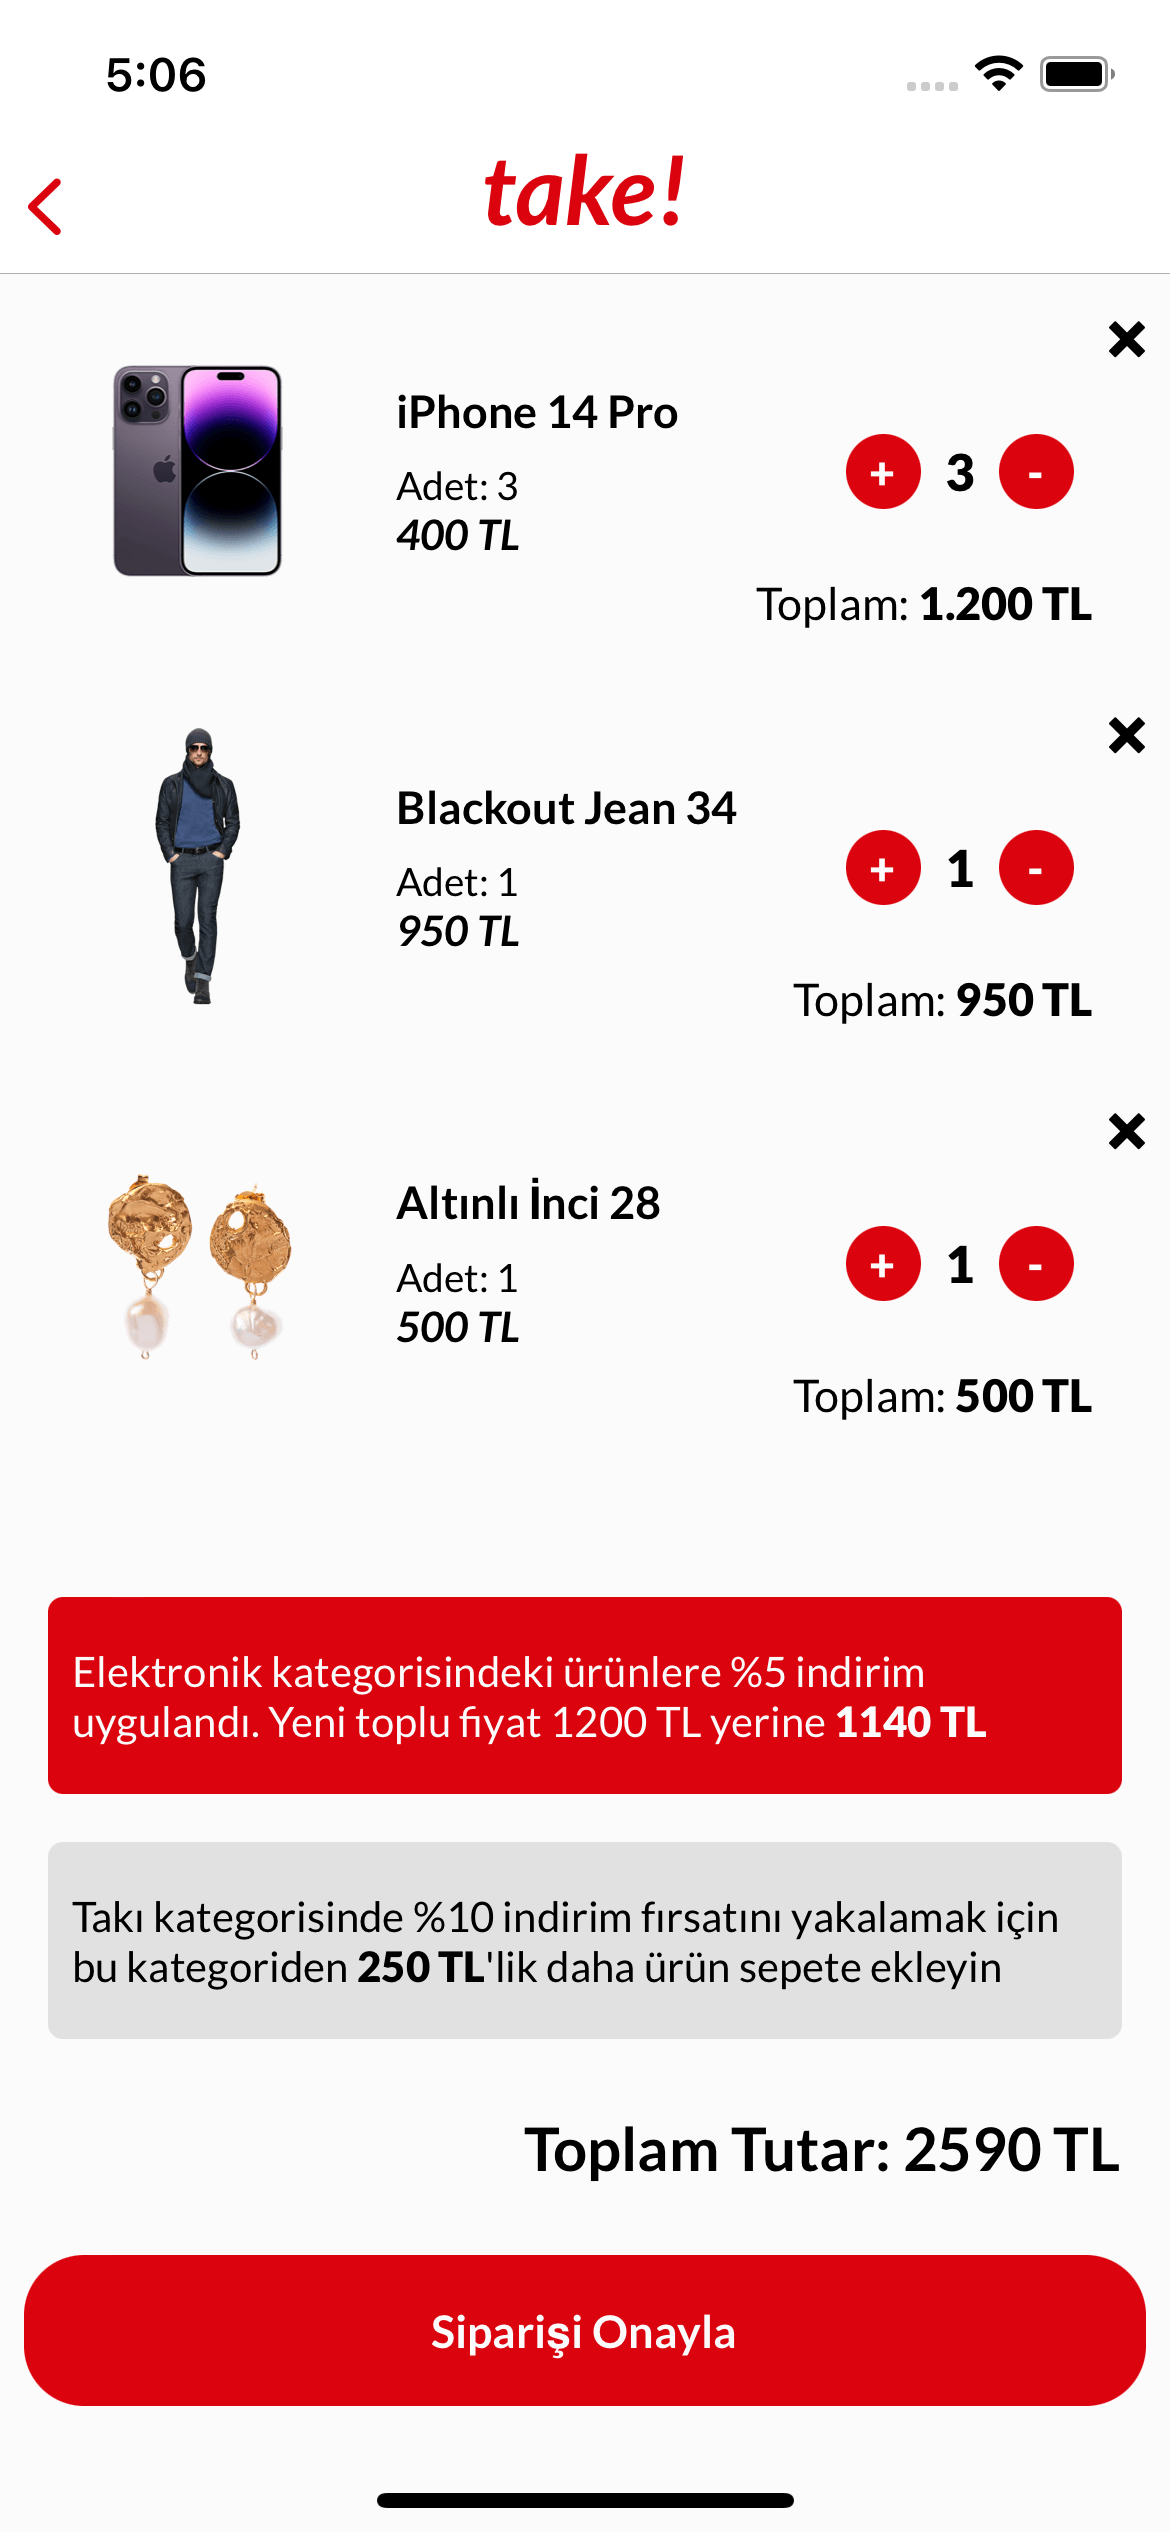 5:06
take!
iPhone 14 Pro
Adet: 3
400 TL
+ 3 -
Toplam: 1.200 TL
Blackout Jean 34
Adet: 1
950 TL
+ 1 -
Toplam: 950 TL
Altınlı İnci 28
Adet: 1
500 TL
+ 1 -
Toplam: 500 TL
Elektronik kategorisindeki ürünlere %5 indirim
uygulandı. Yeni toplu fiyat 1200 TL yerine 1140 TL
Takı kategorisinde %10 indirim fırsatını yakalamak için
bu kategoriden 250 TL'lik daha ürün sepete ekleyin
Toplam Tutar: 2590 TL
Siparişi Onayla